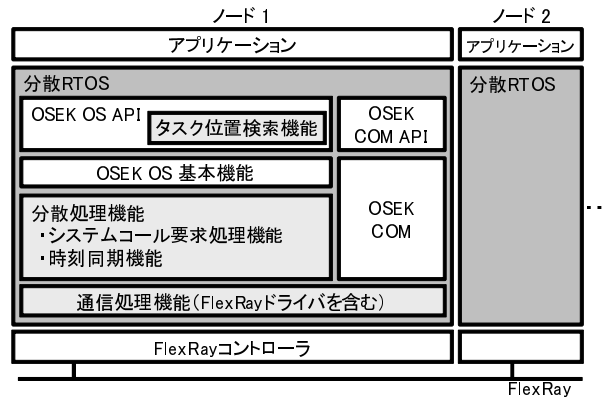 ノード 1
ノード 2
アプリケーション
アプリケーション
分散RTOS
分散RTOS
OSEK OS API
タスク位置検索機能
OSEK
COM API
OSEK OS 基本機能
分散処理機能
・システムコール要求処理機能
・時刻同期機能
OSEK
COM
通信処理機能(FlexRayドライバを含む)
FlexRayコントローラ
FlexRay